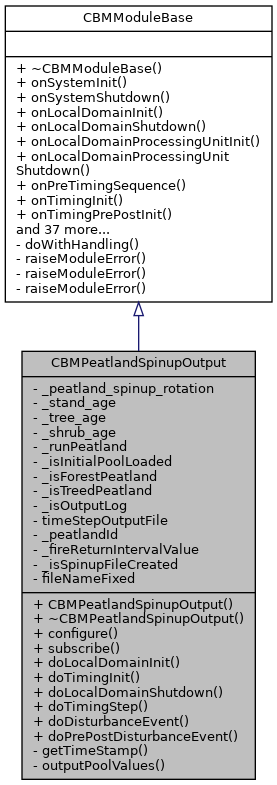 CBMModuleBase
+ ~CBMModuleBase()
+ onSystemInit()
+ onSystemShutdown()
+ onLocalDomainInit()
+ onLocalDomainShutdown()
+ onLocalDomainProcessingUnitInit()
+ onLocalDomainProcessingUnit
Shutdown()
+ onPreTimingSequence()
+ onTimingInit()
+ onTimingPrePostInit()
and 37 more...
- doWithHandling()
- raiseModuleError()
- raiseModuleError()
- raiseModuleError()
CBMPeatlandSpinupOutput
- _peatland_spinup_rotation
- _stand_age
- _tree_age
- _shrub_age
- _runPeatland
- _isInitialPoolLoaded
- _isForestPeatland
- _isTreedPeatland
- _isOutputLog
- timeStepOutputFile
- _peatlandId
- _fireReturnIntervalValue
- _isSpinupFileCreated
- fileNameFixed
+ CBMPeatlandSpinupOutput()
+ ~CBMPeatlandSpinupOutput()
+ configure()
+ subscribe()
+ doLocalDomainInit()
+ doTimingInit()
+ doLocalDomainShutdown()
+ doTimingStep()
+ doDisturbanceEvent()
+ doPrePostDisturbanceEvent()
- getTimeStamp()
- outputPoolValues()